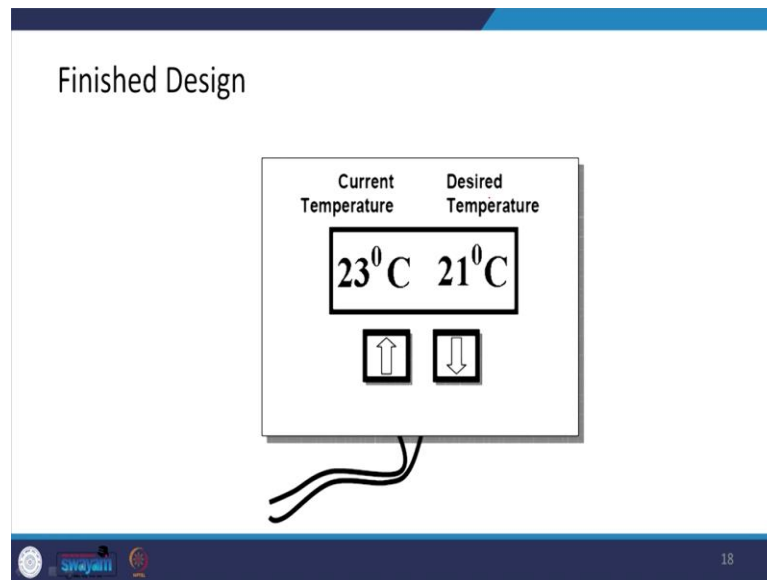 Finished Design
Current Desired
Temperature Temperature
23⁰C 21⁰C
swayam
18